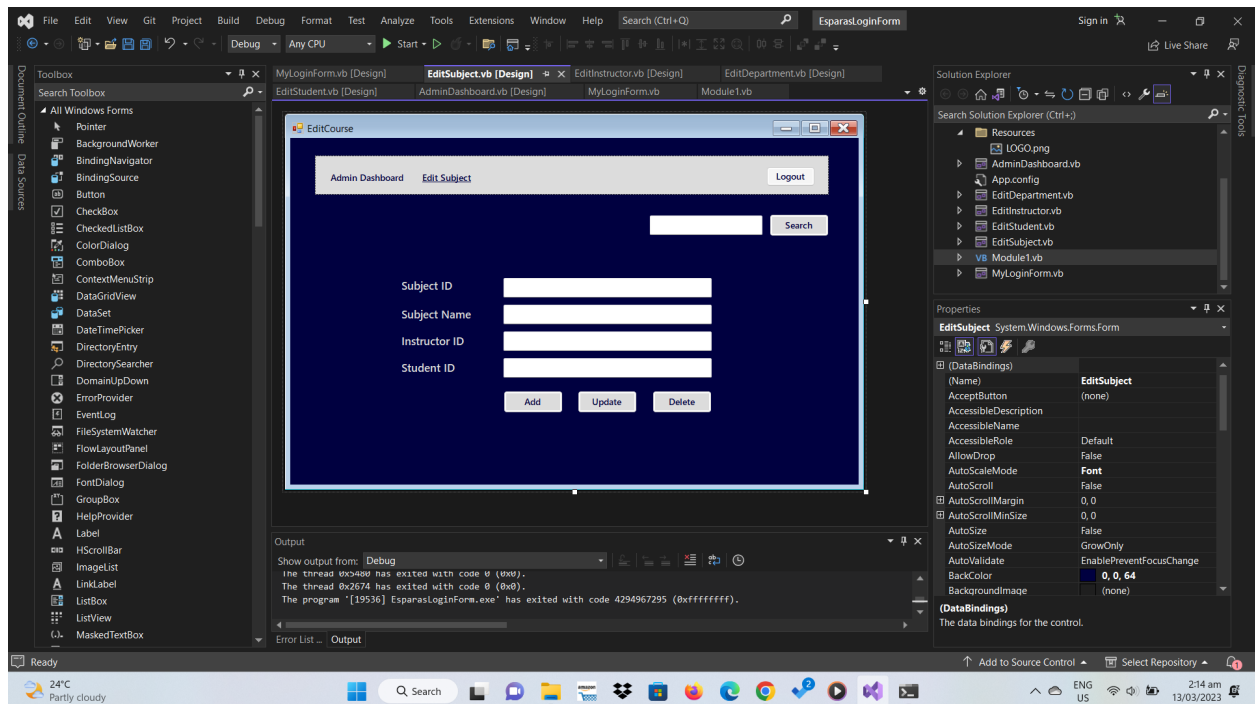 File Edit View Git Project Build Debug Format Test Analyze Tools Extensions Window Help Search (Ctrl+Q) EsparasLoginForm Sign in
Debug Any CPU Start Live Share
Document Outline
Data Sources
Toolbox
Search Toolbox
All Windows Forms
Pointer
BackgroundWorker
BindingNavigator
BindingSource
Button
CheckBox
CheckedListBox
ColorDialog
ComboBox
ContextMenuStrip
DataGridView
DataSet
DateTimePicker
DirectoryEntry
DirectorySearcher
DomainUpDown
ErrorProvider
EventLog
FileSystemWatcher
FlowLayoutPanel
FolderBrowserDialog
FontDialog
GroupBox
HelpProvider
Label
HScrollBar
ImageList
LinkLabel
ListBox
ListView
MaskedTextBox
MyLoginForm.vb [Design] EditSubject.vb [Design] EditInstructor.vb [Design] EditDepartment.vb [Design]
EditStudent.vb [Design] AdminDashboard.vb [Design] MyLoginForm.vb Module1.vb
EditCourse
Admin Dashboard Edit Subject Logout
Search
Subject ID
Subject Name
Instructor ID
Student ID
Add Update Delete
Output
Show output from: Debug
The thread 0x5480 has exited with code 0 (0x0).
The thread 0x2674 has exited with code 0 (0x0).
The program '[19536] EsparasLoginForm.exe' has exited with code 4294967295 (0xffffffff).
Error List ... Output
Solution Explorer
Search Solution Explorer (Ctrl+;)
Resources
LOGO.png
AdminDashboard.vb
App.config
EditDepartment.vb
EditInstructor.vb
EditStudent.vb
EditSubject.vb
VB Module1.vb
MyLoginForm.vb
Properties
EditSubject System.Windows.Forms.Form
(DataBindings)
(Name) EditSubject
AcceptButton (none)
AccessibleDescription
AccessibleName
AccessibleRole Default
AllowDrop False
AutoScaleMode Font
AutoScroll False
AutoScrollMargin 0, 0
AutoScrollMinSize 0, 0
AutoSize False
AutoSizeMode GrowOnly
AutoValidate EnablePreventFocusChange
BackColor 0, 0, 64
BackgroundImage (none)
(DataBindings)
The data bindings for the control.
Diagnostic Tools
Ready Add to Source Control Select Repository
24°C
Partly cloudy
Search
ENG
US
2:14 am
13/03/2023